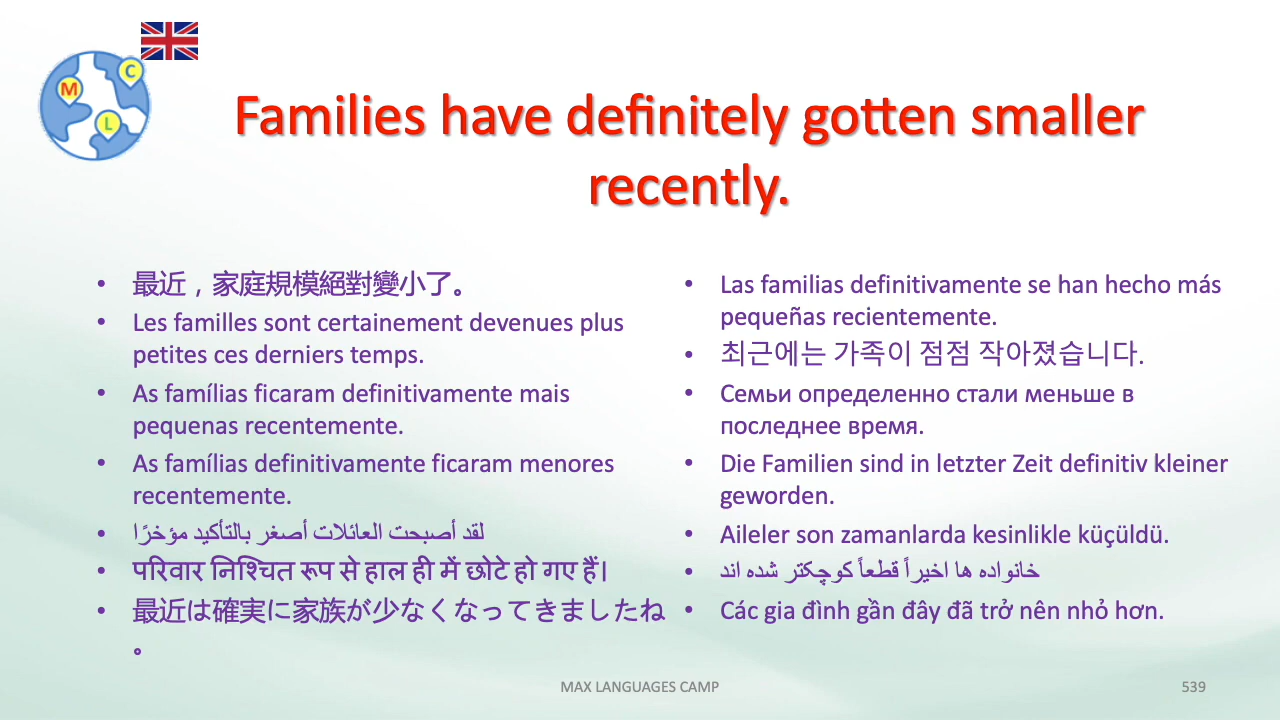 M C L
Families have definitely gotten smaller
recently.
• 最近，家庭規模絕對變小了。
• Les familles sont certainement devenues plus
petites ces derniers temps.
• As famílias ficaram definitivamente mais
pequenas recentemente.
• As famílias definitivamente ficaram menores
recentemente.
• لقد أصبحت العائلات أصغر بالتأكيد مؤخرًا
• परिवार निश्चित रूप से हाल ही में छोटे हो गए हैं।
• 最近は確実に家族が少なくなってきましたね
。
• Las familias definitivamente se han hecho más
pequeñas recientemente.
• 최근에는 가족이 점점 작아졌습니다.
• Семьи определенно стали меньше в
последнее время.
• Die Familien sind in letzter Zeit definitiv kleiner
geworden.
• Aileler son zamanlarda kesinlikle küçüldü.
• خانواده ها اخیراً قطعاً کوچکتر شده اند
• Các gia đình gần đây đã trở nên nhỏ hơn.
MAX LANGUAGES CAMP
539